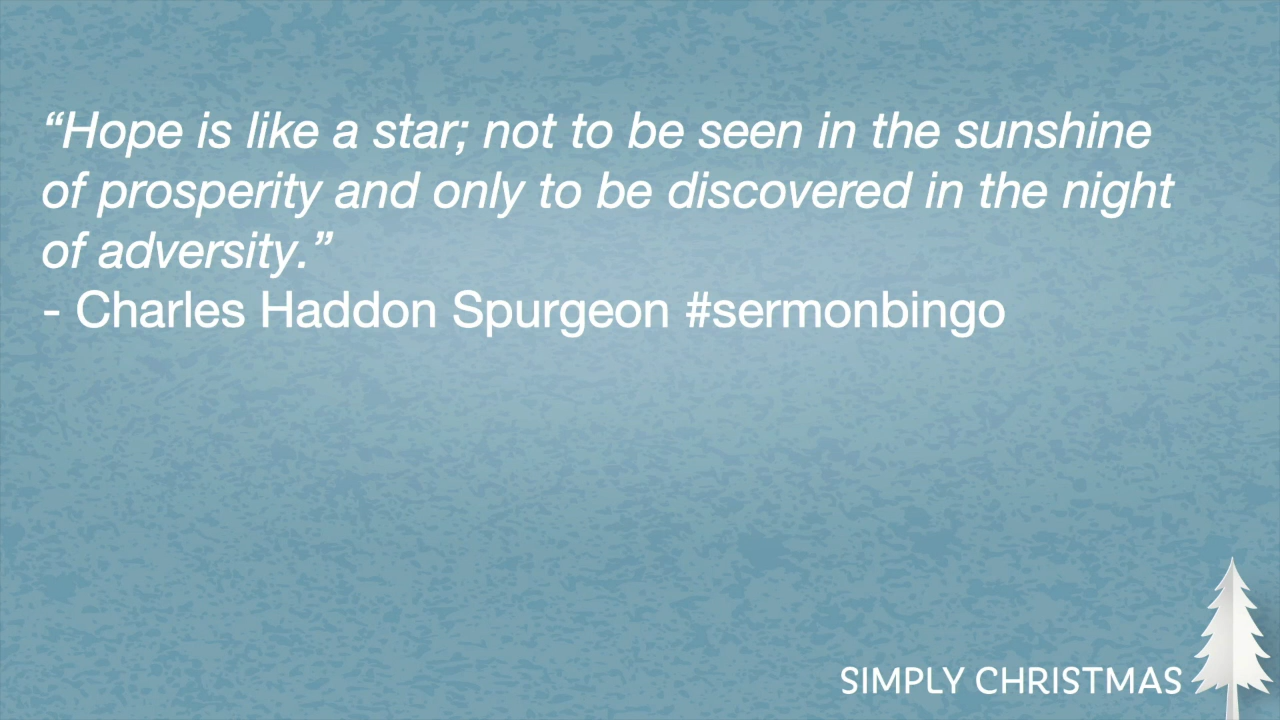 “Hope is like a star; not to be seen in the sunshine
of prosperity and only to be discovered in the night
of adversity.”
- Charles Haddon Spurgeon #sermonbingo
SIMPLY CHRISTMAS